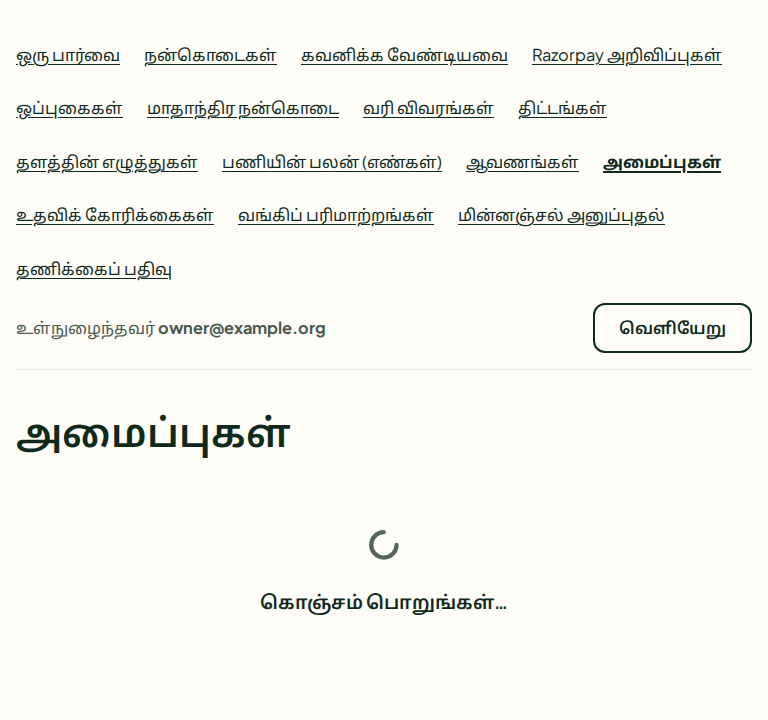 ஒரு பார்வை நன்கொடைகள் கவனிக்க வேண்டியவை Razorpay அறிவிப்புகள்
ஒப்புகைகள் மாதாந்திர நன்கொடை வரி விவரங்கள் திட்டங்கள்
தளத்தின் எழுத்துகள் பணியின் பலன் (எண்கள்) ஆவணங்கள் அமைப்புகள்
உதவிக் கோரிக்கைகள் வங்கிப் பரிமாற்றங்கள் மின்னஞ்சல் அனுப்புதல்
தணிக்கைப் பதிவு
உள்நுழைந்தவர் owner@example.org வெளியேறு
அமைப்புகள்
கொஞ்சம் பொறுங்கள்…